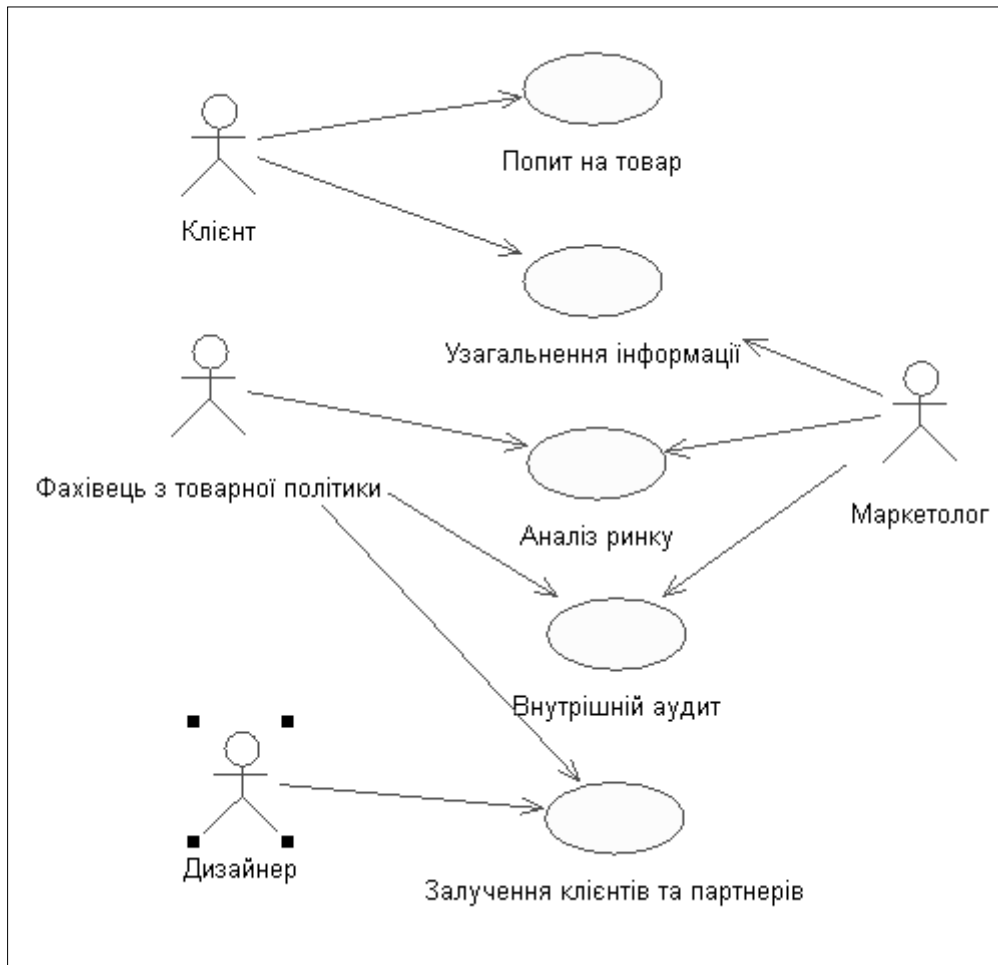 Попит на товар
Клієнт
Узагальнення інформації
Фахівець з товарної політики
Маркетолог
Аналіз ринку
Внутрішній аудит
Дизайнер
Залучення клієнтів та партнерів